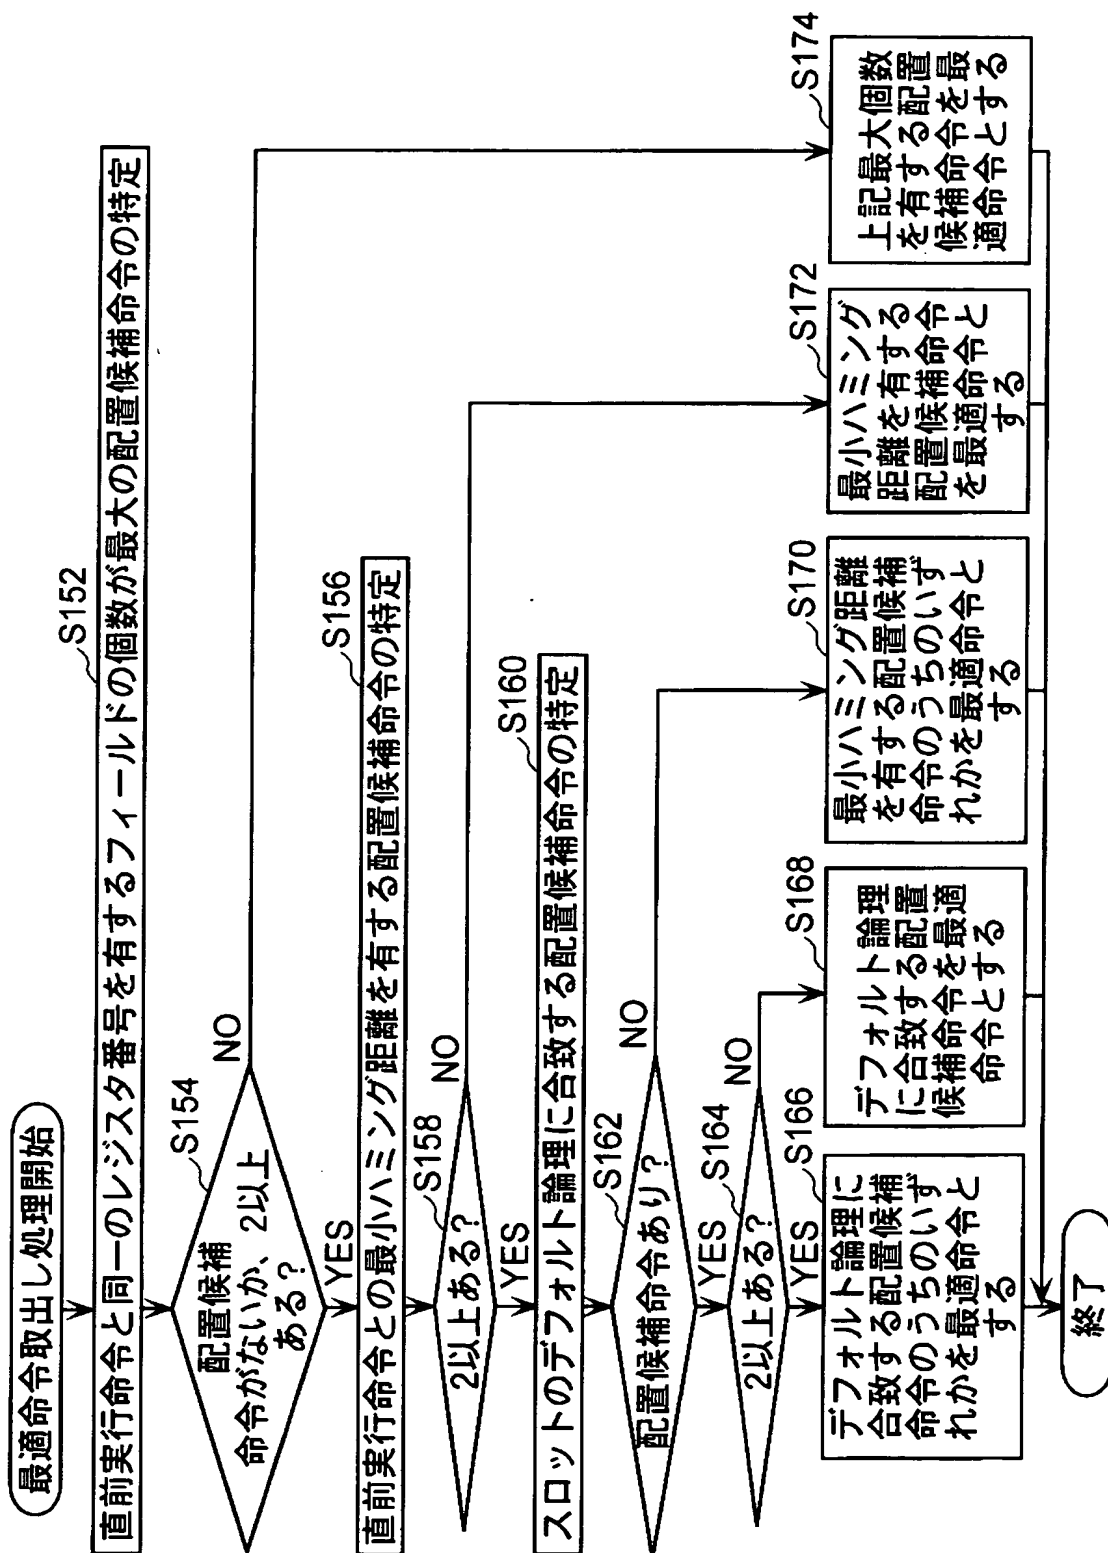 最適命令取出し処理開始
S152
直前実行命令と同一のレジスタ番号を有するフィールドの個数が最大の配置候補命令の特定
S154
配置候補
命令がないか、2以上
ある?
NO
YES
S156
直前実行命令との最小ハミング距離を有する配置候補命令の特定
S158
2以上ある?
NO
YES
S160
スロットのデフォルト論理に合致する配置候補命令の特定
S162
配置候補命令あり?
NO
YES
S164
2以上ある?
NO
YES
S166
デフォルト論理に
合致する配置候補
命令のうちのいず
れかを最適命令と
する
S168
デフォルト論理
に合致する配置
候補命令を最適
命令とする
S170
最小ハミング距離
を有する配置候補
命令のうちのいず
れかを最適命令と
する
S172
最小ハミング
距離を有する
配置候補命令
を最適命令と
する
S174
上記最大個数
を有する配置
候補命令を最
適命令とする
終了